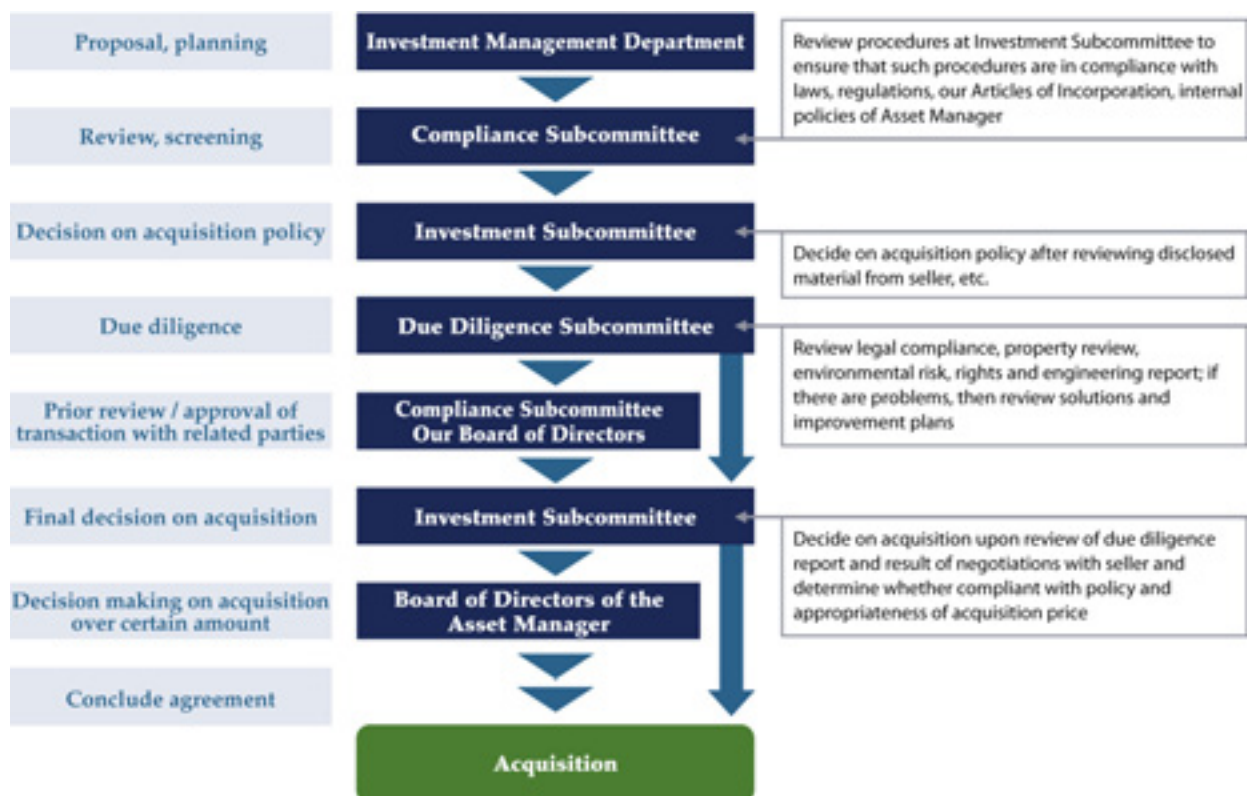 Proposal, planning
Investment Management Department
Review procedures at Investment Subcommittee to
ensure that such procedures are in compliance with
laws, regulations, our Articles of Incorporation, internal
policies of Asset Manager
Review, screening
Compliance Subcommittee
Decision on acquisition policy
Investment Subcommittee
Decide on acquisition policy after reviewing disclosed
material from seller, etc.
Due diligence
Due Diligence Subcommittee
Review legal compliance, property review,
environmental risk, rights and engineering report; if
there are problems, then review solutions and
improvement plans
Prior review / approval of
transaction with related parties
Compliance Subcommittee
Our Board of Directors
Final decision on acquisition
Investment Subcommittee
Decide on acquisition upon review of due diligence
report and result of negotiations with seller and
determine whether compliant with policy and
appropriateness of acquisition price
Decision making on acquisition
over certain amount
Board of Directors of the
Asset Manager
Conclude agreement
Acquisition